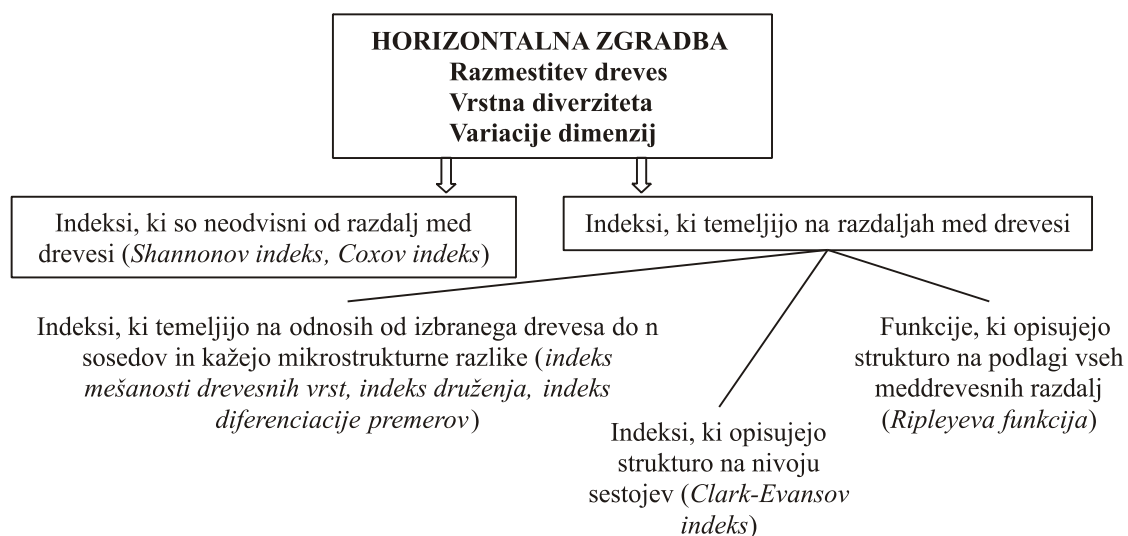 HORIZONTALNA ZGRADBA
Razmestitev dreves
Vrstna diverziteta
Variacije dimenzij
Indeksi, ki so neodvisni od razdalj med
drevesi (Shannonov indeks, Coxov indeks)
Indeksi, ki temeljijo na razdaljah med drevesi
Indeksi, ki temeljijo na odnosih od izbranega drevesa do n
sosedov in kažejo mikrostrukturne razlike (indeks
mešanosti drevesnih vrst, indeks druženja, indeks
diferenciacije premerov)
Indeksi, ki opisujejo
strukturo na nivoju
sestojev (Clark-Evansov
indeks)
Funkcije, ki opisujejo
strukturo na podlagi vseh
meddrevesnih razdalj
(Ripleyeva funkcija)